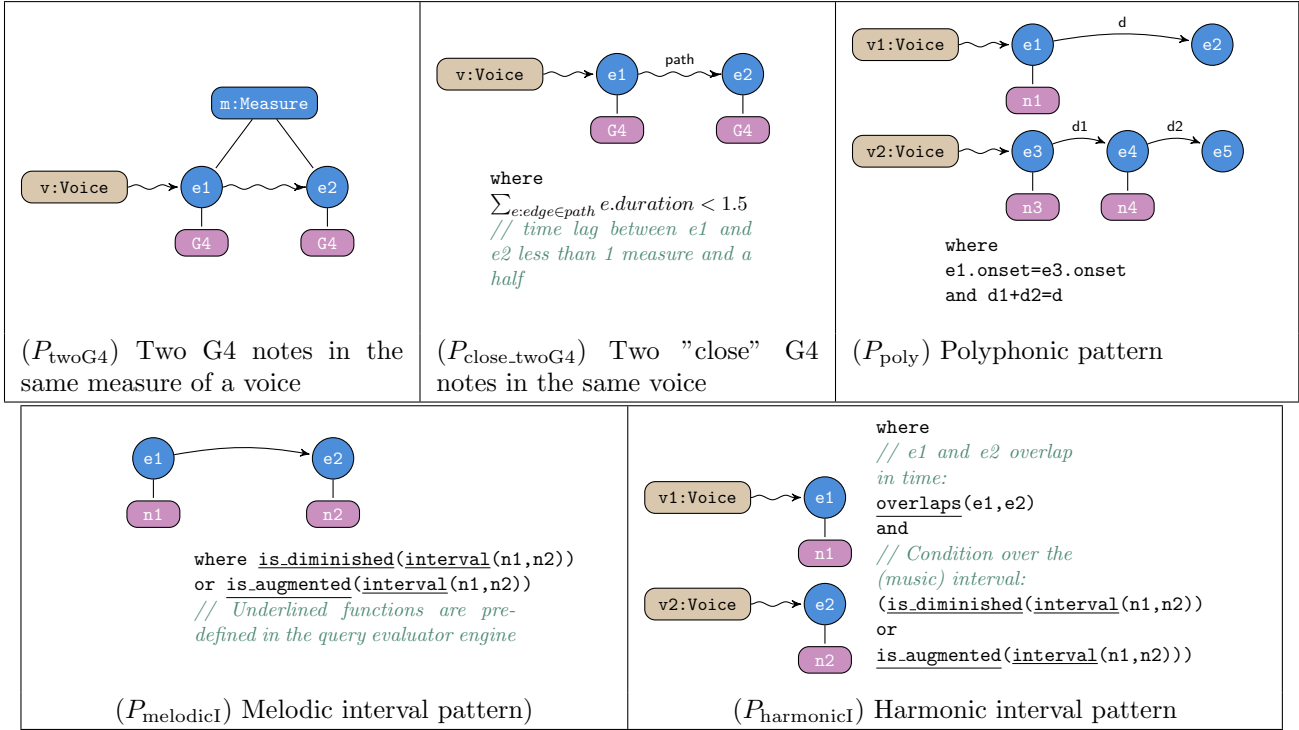 m:Measure
v:Voice
e1
e2
G4
G4
(P_twoG4) Two G4 notes in the
same measure of a voice
path
v:Voice
e1
e2
G4
G4
where
∑_{e:edge∈path} e.duration < 1.5
// time lag between e1 and
e2 less than 1 measure and a
half
(P_close_twoG4) Two ”close” G4
notes in the same voice
d
v1:Voice
e1
e2
n1
d1
d2
v2:Voice
e3
e4
e5
n3
n4
where
e1.onset=e3.onset
and d1+d2=d
(P_poly) Polyphonic pattern
e1
e2
n1
n2
where is_diminished(interval(n1,n2))
or is_augmented(interval(n1,n2))
// Underlined functions are pre-
defined in the query evaluator engine
(P_melodicI) Melodic interval pattern)
v1:Voice
e1
n1
v2:Voice
e2
n2
where
// e1 and e2 overlap
in time:
overlaps(e1,e2)
and
// Condition over the
(music) interval:
(is_diminished(interval(n1,n2))
or
is_augmented(interval(n1,n2)))
(P_harmonicI) Harmonic interval pattern